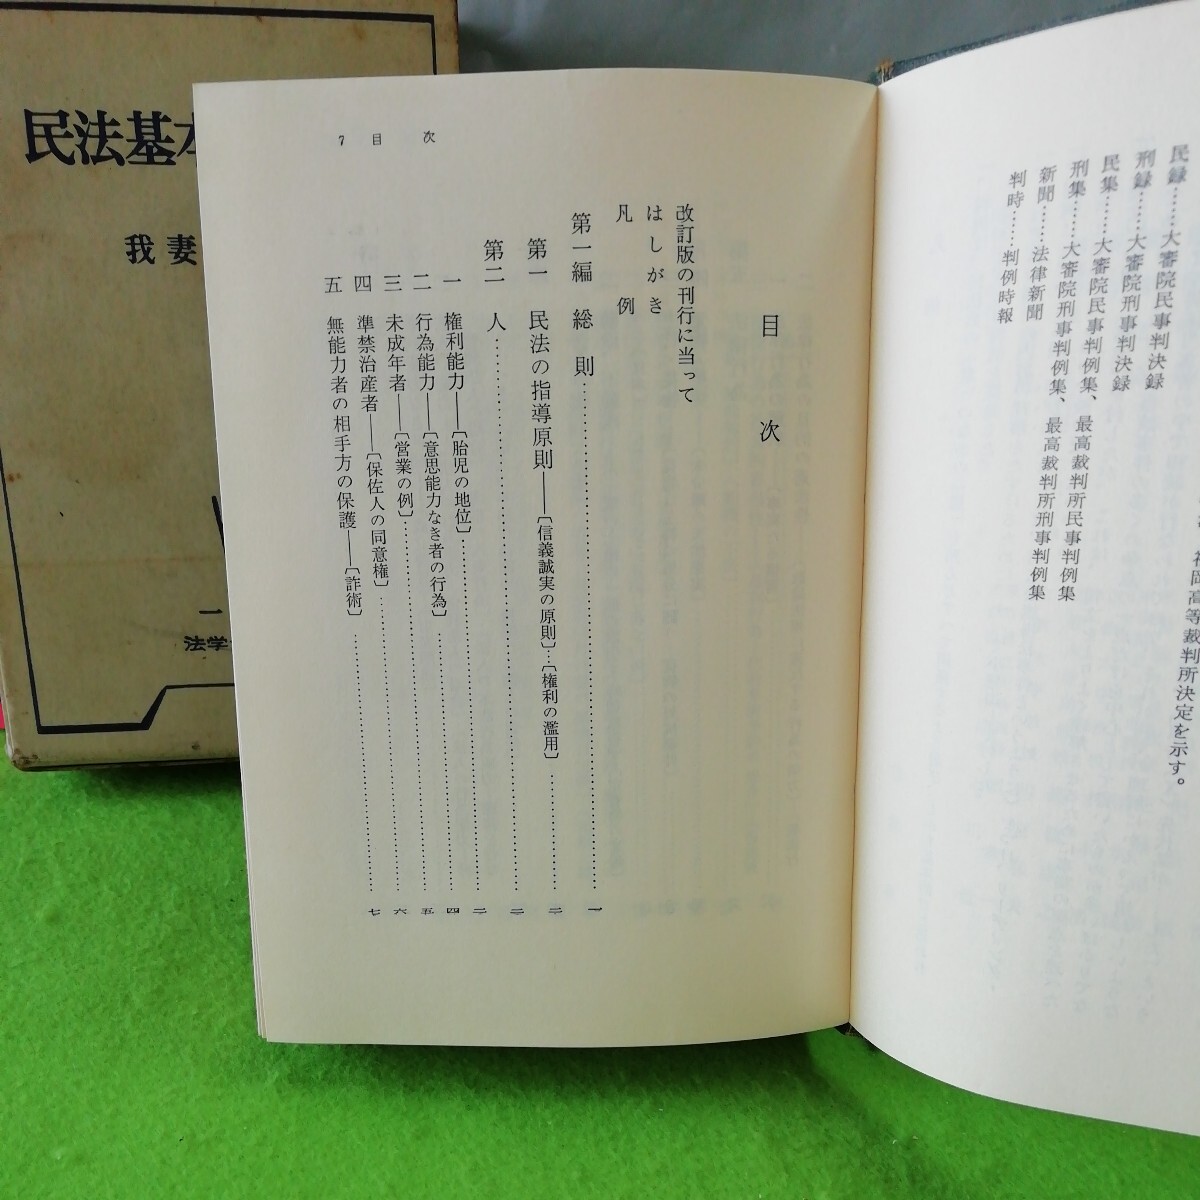 民法基本
我妻
一
法学
民録……大審院民事判決録
刑録……大審院刑事判決録
民集……大審院民事判例集、最高裁判所民事判例集
刑集……大審院刑事判例集、最高裁判所刑事判例集
新聞……法律新聞
判時……判例時報
福岡高等裁判所決定を示す。
7 目 次
目 次
改訂版の刊行に当って
はしがき
凡 例
第一編 総 則……一
第一 民法の指導原則――〔信義誠実の原則〕…〔権利の濫用〕……二
第二 人……三
一 権利能力――〔胎児の地位〕……三
二 行為能力――〔意思能力なき者の行為〕……四
三 未成年者――〔営業の例〕……五
四 準禁治産者――〔保佐人の同意権〕……六
五 無能力者の相手方の保護――〔詐術〕……七